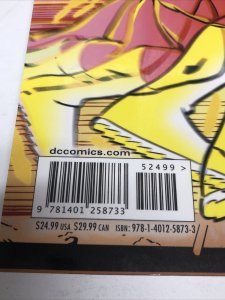 dccomics.com
52499 >
9 781401 258733
$24.99 USA $29.99 CAN ISBN: 978-1-4012-5873-3